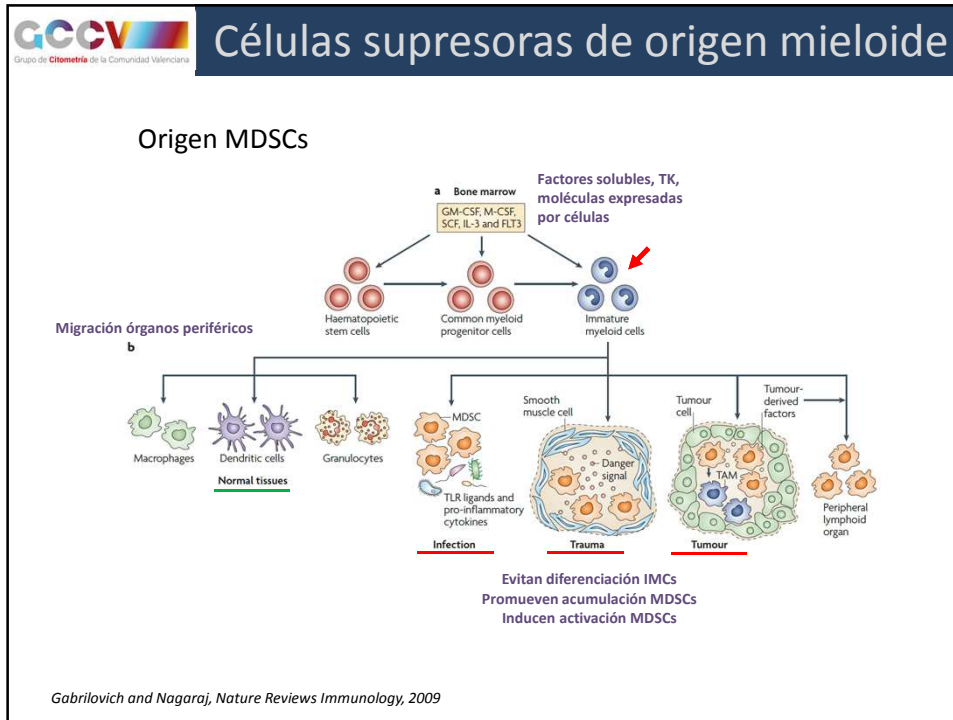 GCCV
Grupo de Citometría de la Comunidad Valenciana
Células supresoras de origen mieloide
Origen MDSCs
Factores solubles, TK,
moléculas expresadas
por células
a Bone marrow
GM-CSF, M-CSF,
SCF, IL-3 and FLT3
Haematopoietic
stem cells
Common myeloid
progenitor cells
Immature
myeloid cells
Migración órganos periféricos
b
Macrophages
Dendritic cells
Granulocytes
Normal tissues
MDSC
TLR ligands and
pro-inflammatory
cytokines
Infection
Smooth
muscle cell
Danger
signal
Trauma
Tumour
cell
Tumour-
derived
factors
TAM
Tumour
Peripheral
lymphoid
organ
Evitan diferenciación IMCs
Promueven acumulación MDSCs
Inducen activación MDSCs
Gabrilovich and Nagaraj, Nature Reviews Immunology, 2009